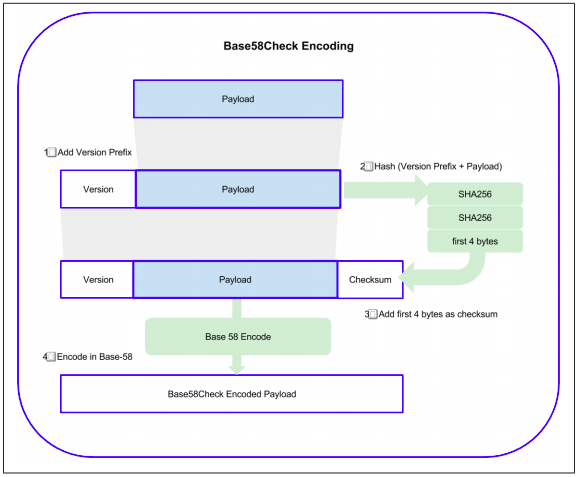 Base58Check Encoding
Payload
1 Add Version Prefix
2 Hash (Version Prefix + Payload)
Version
Payload
SHA256
SHA256
first 4 bytes
Version
Payload
Checksum
3 Add first 4 bytes as checksum
Base 58 Encode
4 Encode in Base-58
Base58Check Encoded Payload